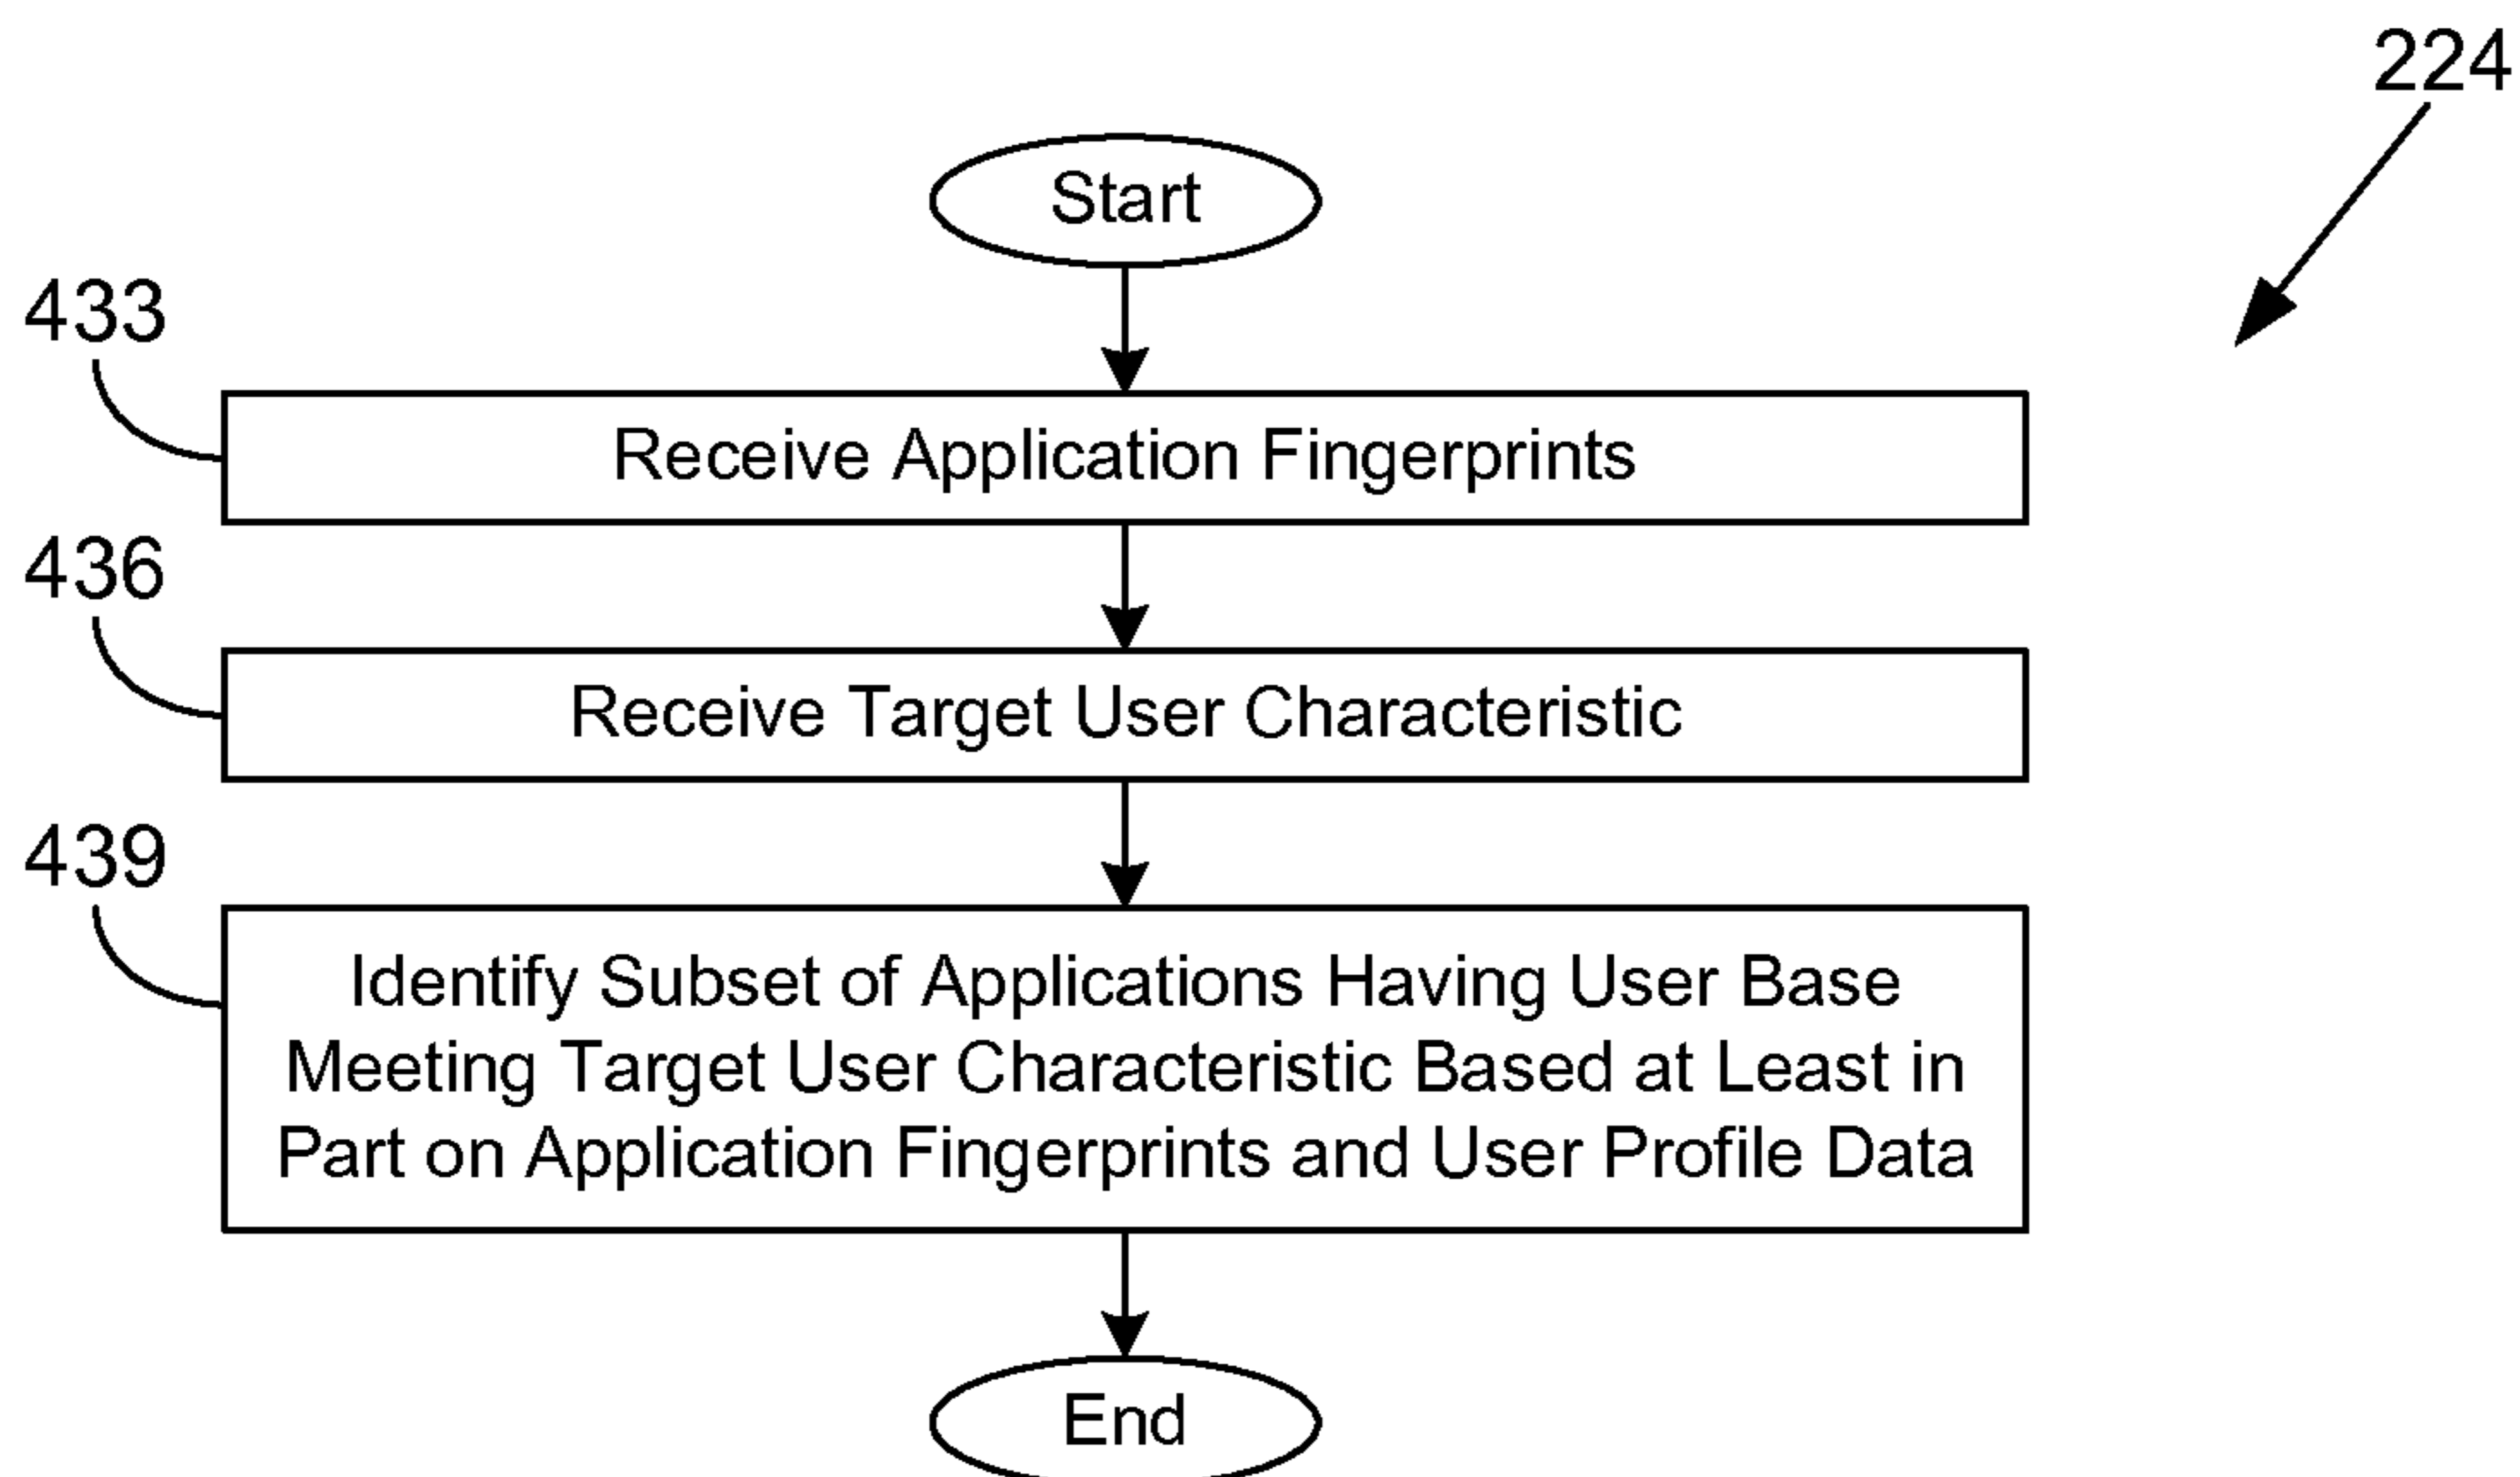 224
Start
433
Receive Application Fingerprints
436
Receive Target User Characteristic
439
Identify Subset of Applications Having User Base
Meeting Target User Characteristic Based at Least in
Part on Application Fingerprints and User Profile Data
End